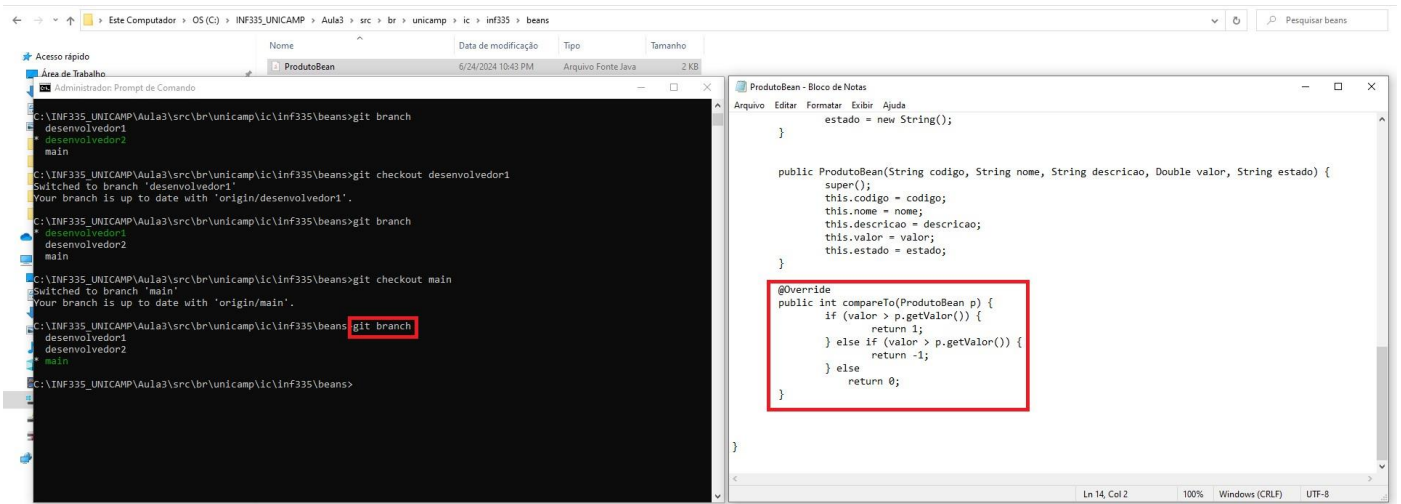 Este Computador > OS (C:) > INF335_UNICAMP > Aula3 > src > br > unicamp > ic > inf335 > beans
Pesquisar beans
Nome Data de modificação Tipo Tamanho
Acesso rápido
Área de Trabalho
ProdutoBean 6/24/2024 10:43 PM Arquivo Fonte Java 2 KB
Administrador: Prompt de Comando
C:\INF335_UNICAMP\Aula3\src\br\unicamp\ic\inf335\beans>git branch
desenvolvedor1
* desenvolvedor2
main
C:\INF335_UNICAMP\Aula3\src\br\unicamp\ic\inf335\beans>git checkout desenvolvedor1
Switched to branch 'desenvolvedor1'
Your branch is up to date with 'origin/desenvolvedor1'.
C:\INF335_UNICAMP\Aula3\src\br\unicamp\ic\inf335\beans>git branch
* desenvolvedor1
desenvolvedor2
main
C:\INF335_UNICAMP\Aula3\src\br\unicamp\ic\inf335\beans>git checkout main
Switched to branch 'main'
Your branch is up to date with 'origin/main'.
C:\INF335_UNICAMP\Aula3\src\br\unicamp\ic\inf335\beans>git branch
desenvolvedor1
desenvolvedor2
* main
C:\INF335_UNICAMP\Aula3\src\br\unicamp\ic\inf335\beans>
ProdutoBean - Bloco de Notas
Arquivo Editar Formatar Exibir Ajuda
estado = new String();
}
public ProdutoBean(String codigo, String nome, String descricao, Double valor, String estado) {
super();
this.codigo = codigo;
this.nome = nome;
this.descricao = descricao;
this.valor = valor;
this.estado = estado;
}
@Override
public int compareTo(ProdutoBean p) {
if (valor > p.getValor()) {
return 1;
} else if (valor > p.getValor()) {
return -1;
} else
return 0;
}
}
Ln 14, Col 2 100% Windows (CRLF) UTF-8